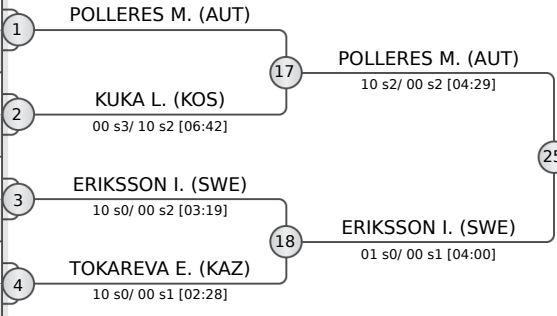 POLLERES M. (AUT)
1
17
POLLERES M. (AUT)
10 s2/ 00 s2 [04:29]
KUKA L. (KOS)
2
00 s3/ 10 s2 [06:42]
25
ERIKSSON I. (SWE)
3
10 s0/ 00 s2 [03:19]
18
ERIKSSON I. (SWE)
01 s0/ 00 s1 [04:00]
TOKAREVA E. (KAZ)
4
10 s0/ 00 s1 [02:28]